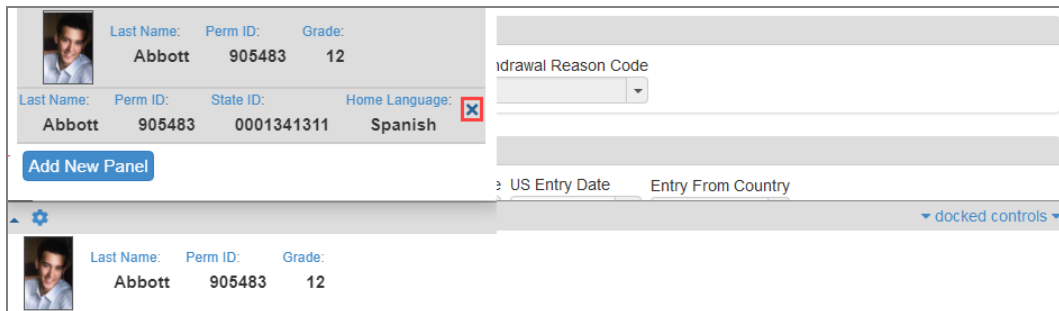 Last Name: Perm ID: Grade:
Abbott 905483 12
ndrawal Reason Code
Last Name: Perm ID: State ID: Home Language:
Abbott 905483 0001341311 Spanish
Add New Panel
e US Entry Date Entry From Country
docked controls
Last Name: Perm ID: Grade:
Abbott 905483 12